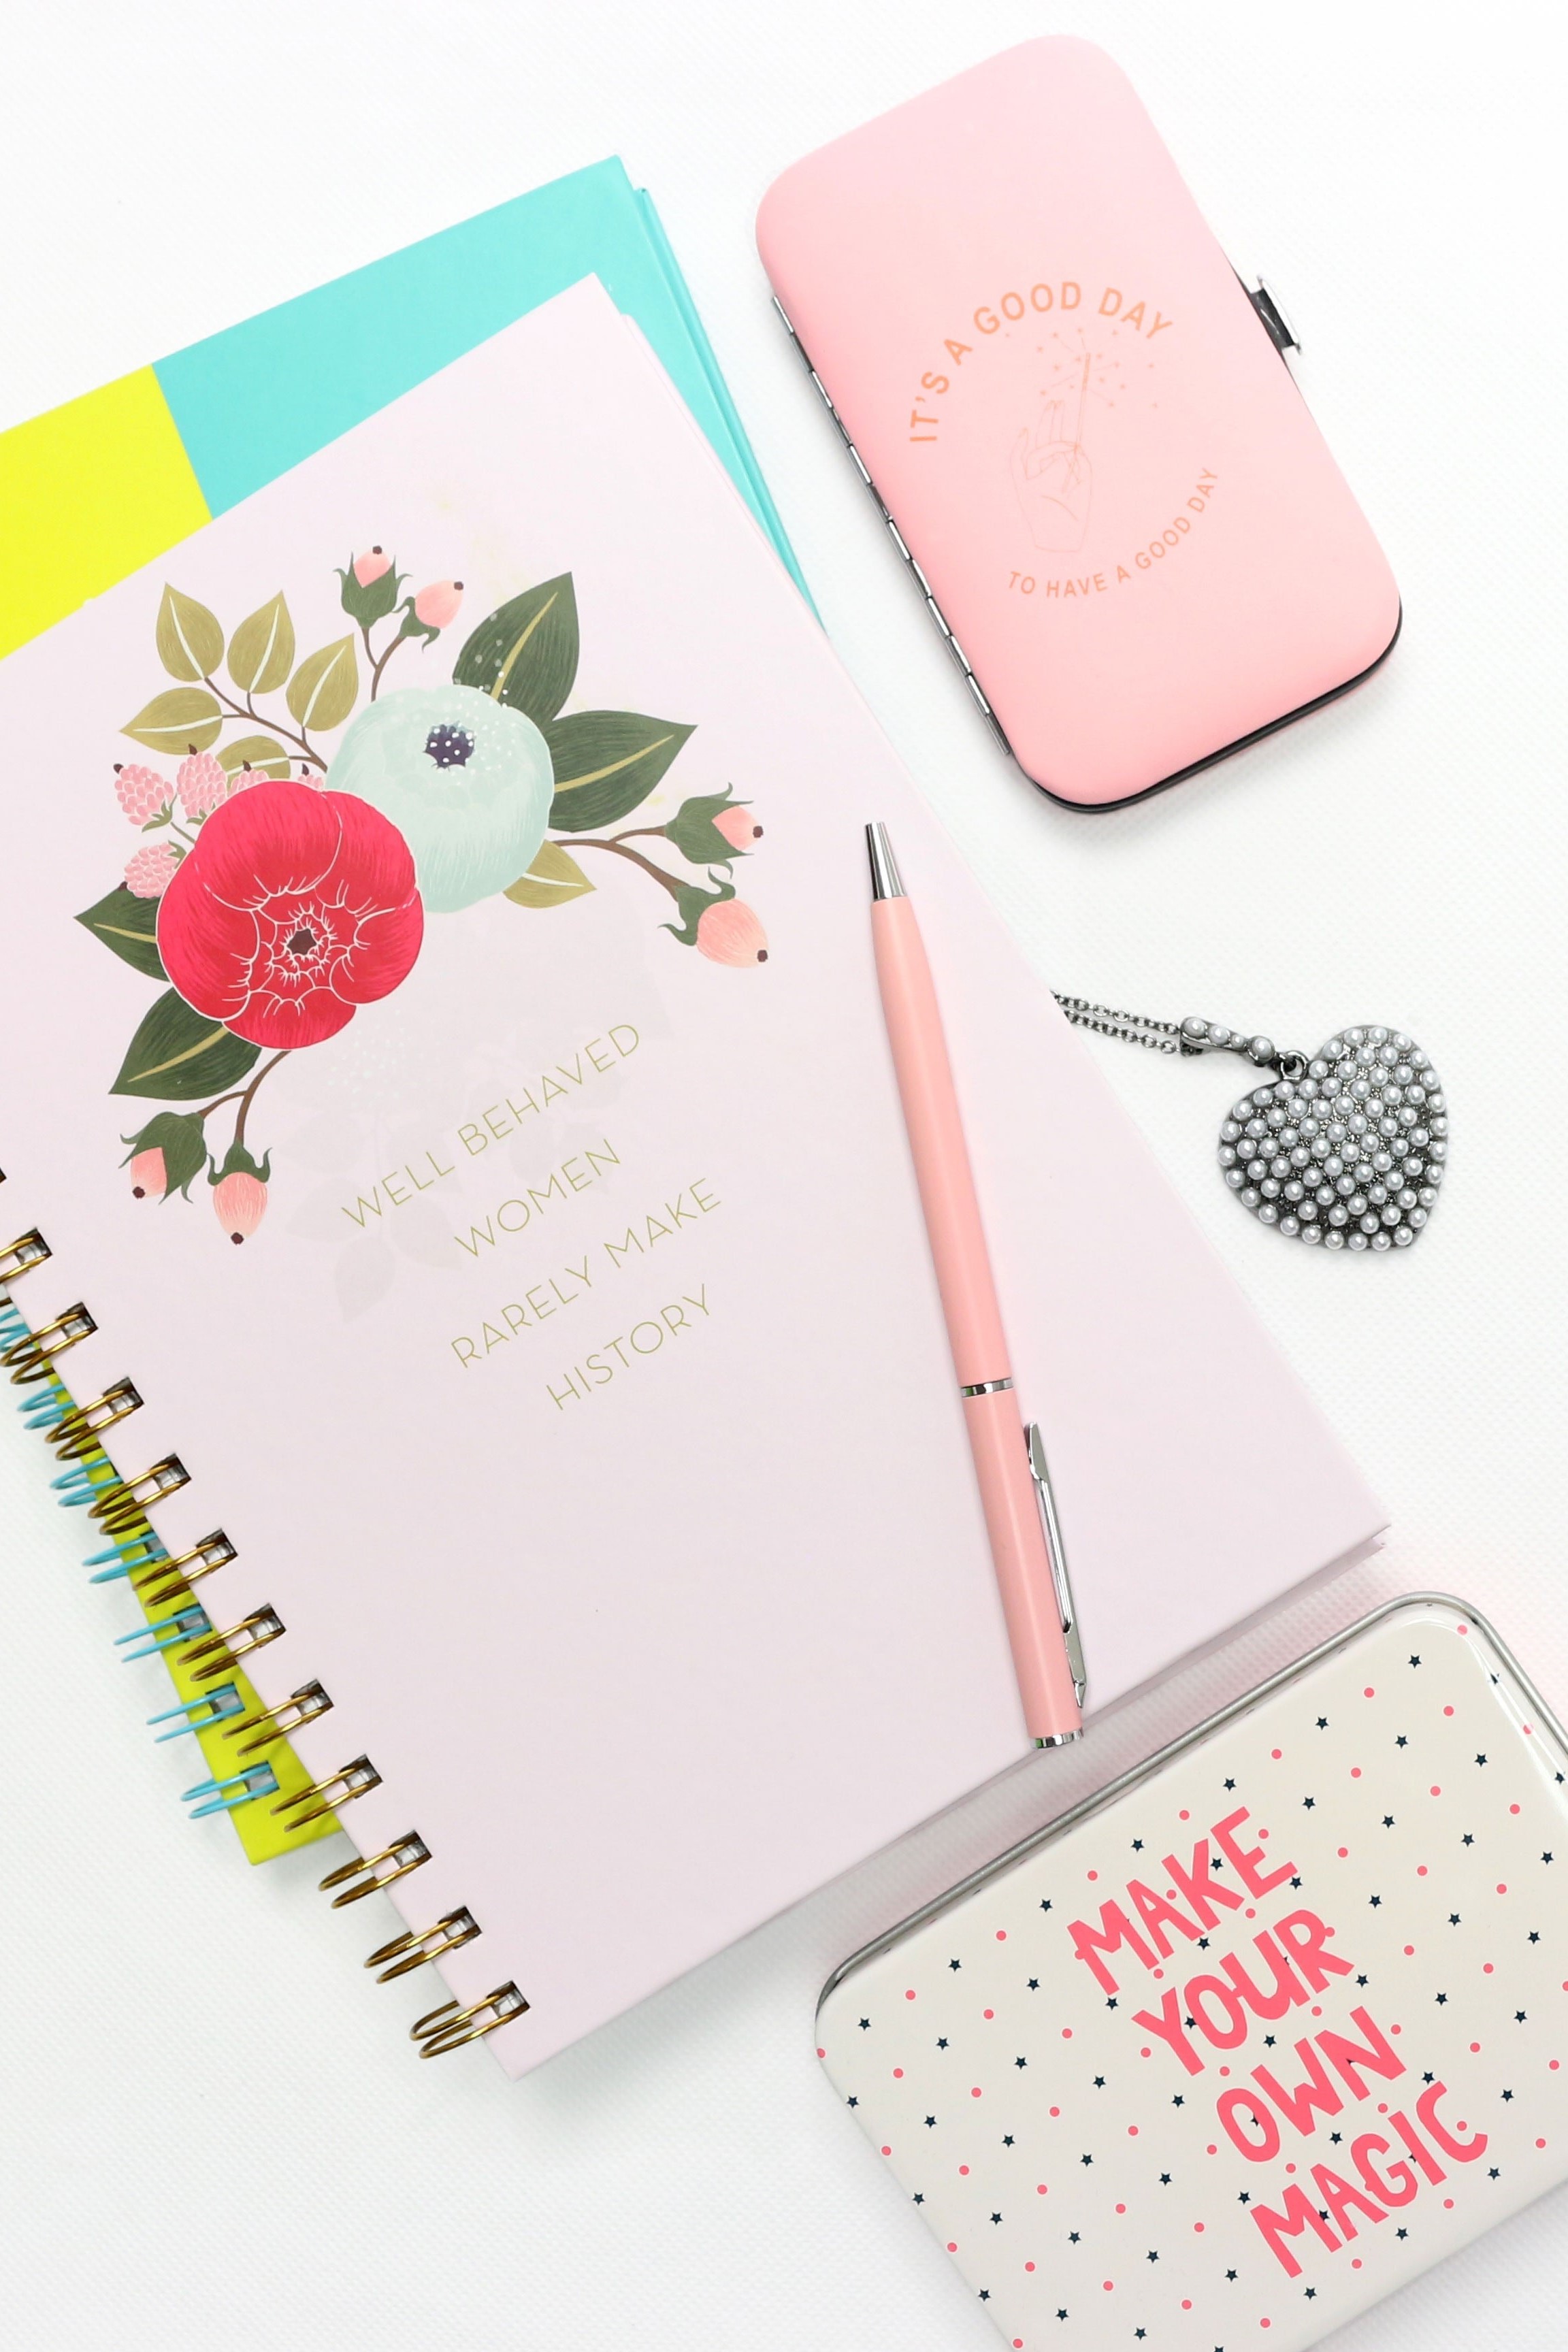 IT'S A GOOD DAY
TO HAVE A GOOD DAY
WELL BEHAVED
WOMEN
RARELY MAKE
HISTORY
MAKE
YOUR
OWN
MAGIC